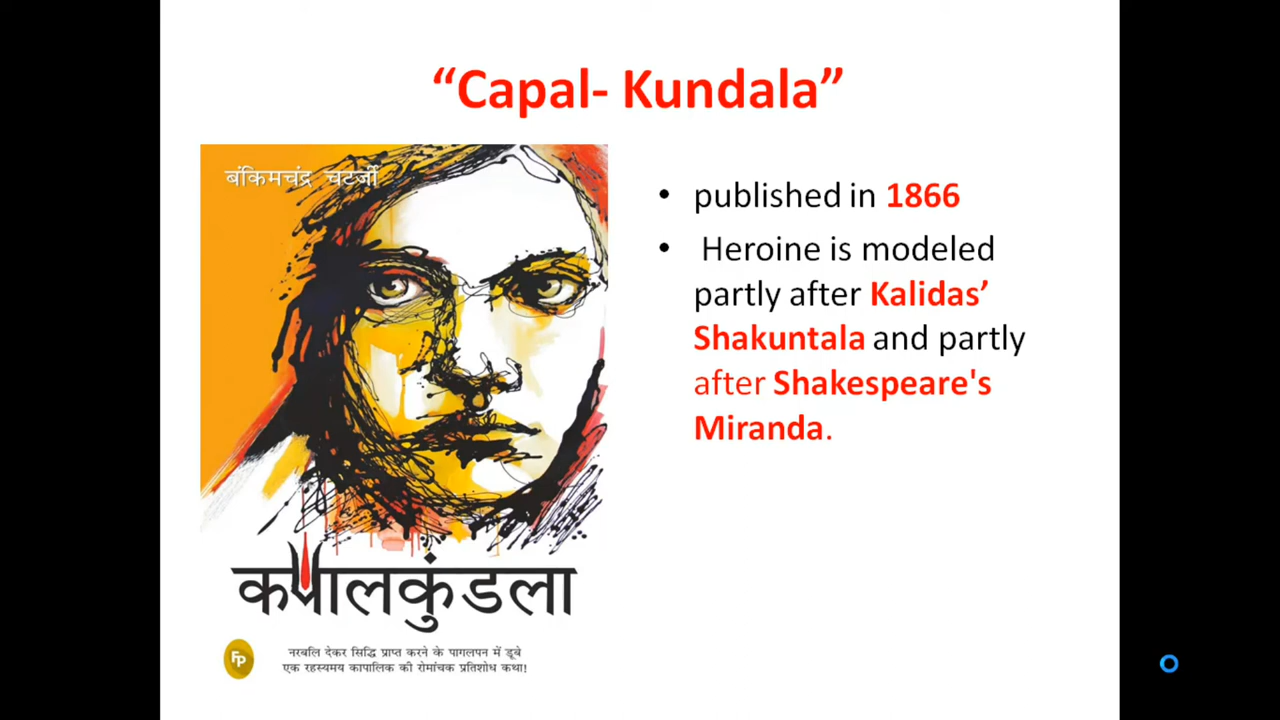 “Capal- Kundala”
बंकिमचंद्र चटर्जी
• published in 1866
• Heroine is modeled
partly after Kalidas’
Shakuntala and partly
after Shakespeare's
Miranda.
कपालकुंडला
FP
नरबलि देकर सिद्धि प्राप्त करने के पागलपन में डूबे
एक रहस्यमय कापालिक की रोमांचक प्रतिशोध कथा!